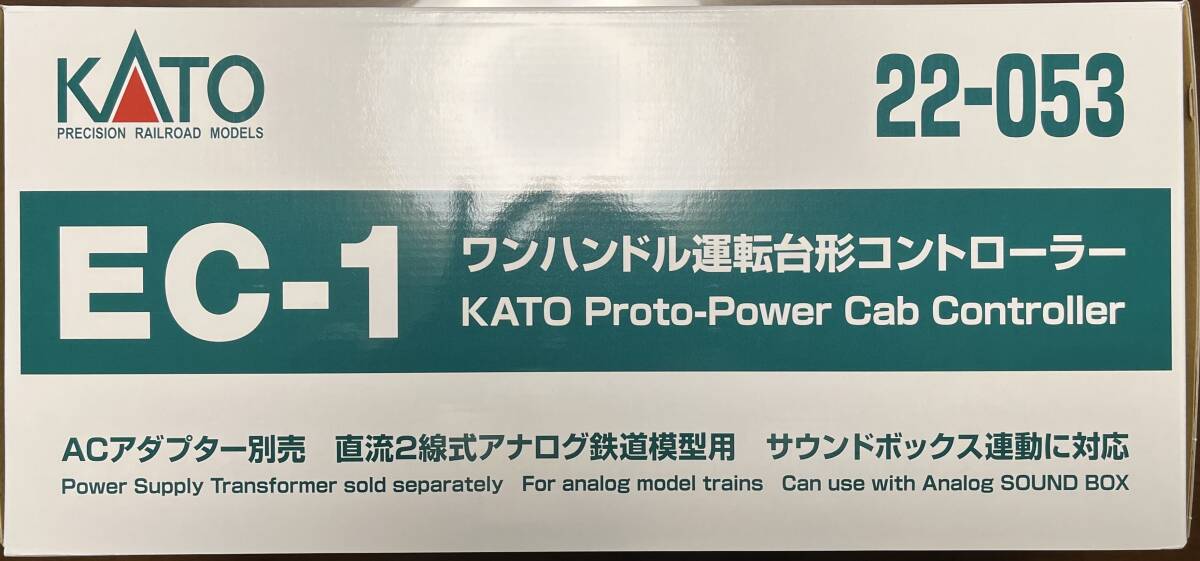 KATO
PRECISION RAILROAD MODELS
22-053
EC-1
ワンハンドル運転台形コントローラー
KATO Proto-Power Cab Controller
ACアダプター別売 直流2線式アナログ鉄道模型用 サウンドボックス連動に対応
Power Supply Transformer sold separately For analog model trains Can use with Analog SOUND BOX